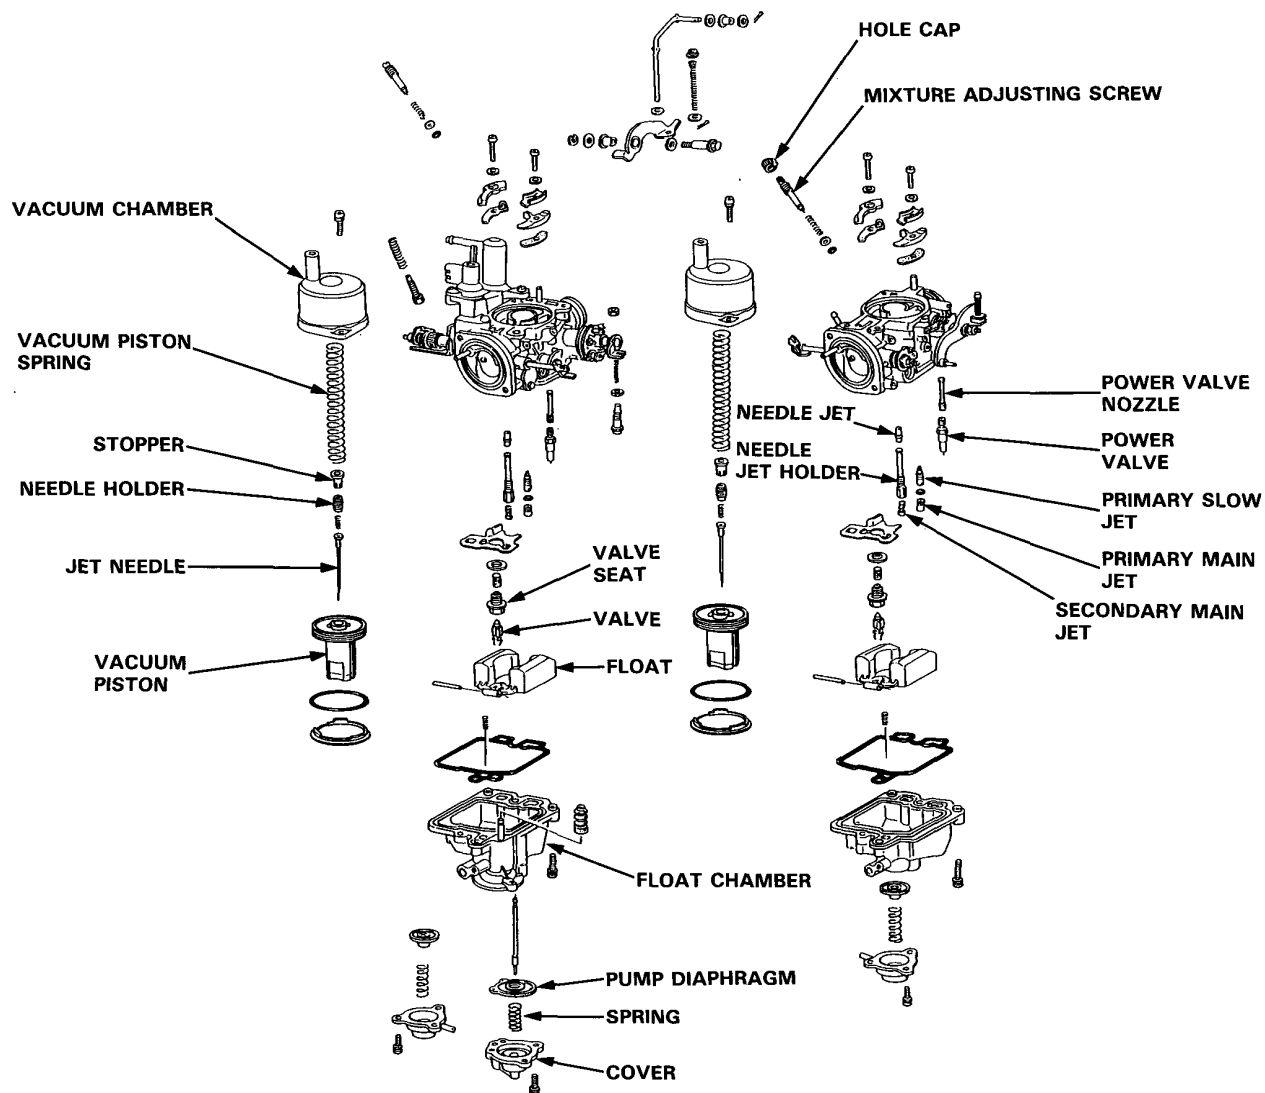 HOLE CAP
MIXTURE ADJUSTING SCREW
VACUUM CHAMBER
VACUUM PISTON
SPRING
STOPPER
NEEDLE HOLDER
JET NEEDLE
VACUUM
PISTON
NEEDLE JET
NEEDLE
JET HOLDER
POWER VALVE
NOZZLE
POWER
VALVE
PRIMARY SLOW
JET
PRIMARY MAIN
JET
SECONDARY MAIN
JET
VALVE
SEAT
VALVE
FLOAT
FLOAT CHAMBER
PUMP DIAPHRAGM
SPRING
COVER